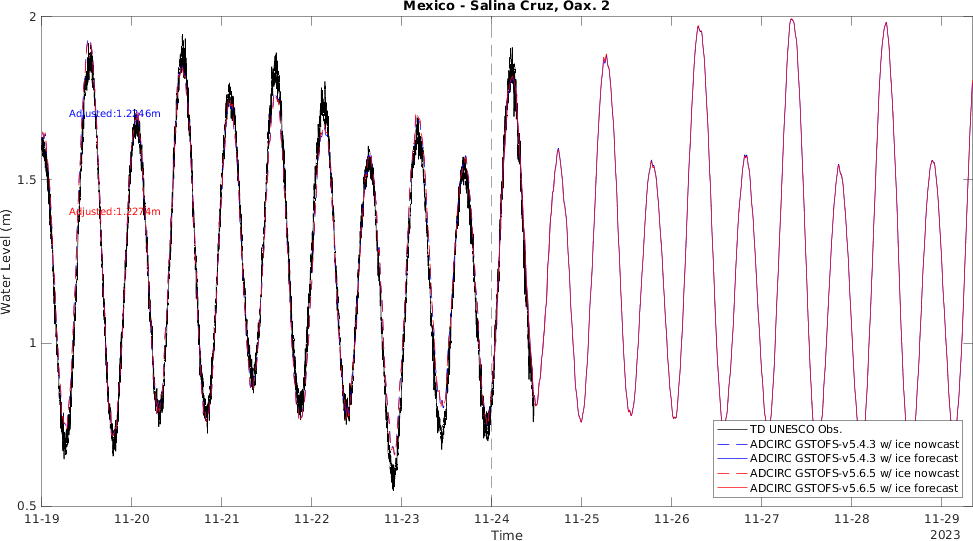 Mexico - Salina Cruz, Oax. 2
2
1.5
1
0.5
Water Level (m)
Adjusted:1.2246m
Adjusted:1.2274m
TD UNESCO Obs.
ADCIRC GSTOFS-v5.4.3 w/ ice nowcast
ADCIRC GSTOFS-v5.4.3 w/ ice forecast
ADCIRC GSTOFS-v5.6.5 w/ ice nowcast
ADCIRC GSTOFS-v5.6.5 w/ ice forecast
11-19 11-20 11-21 11-22 11-23 11-24 11-25 11-26 11-27 11-28 11-29
Time
2023